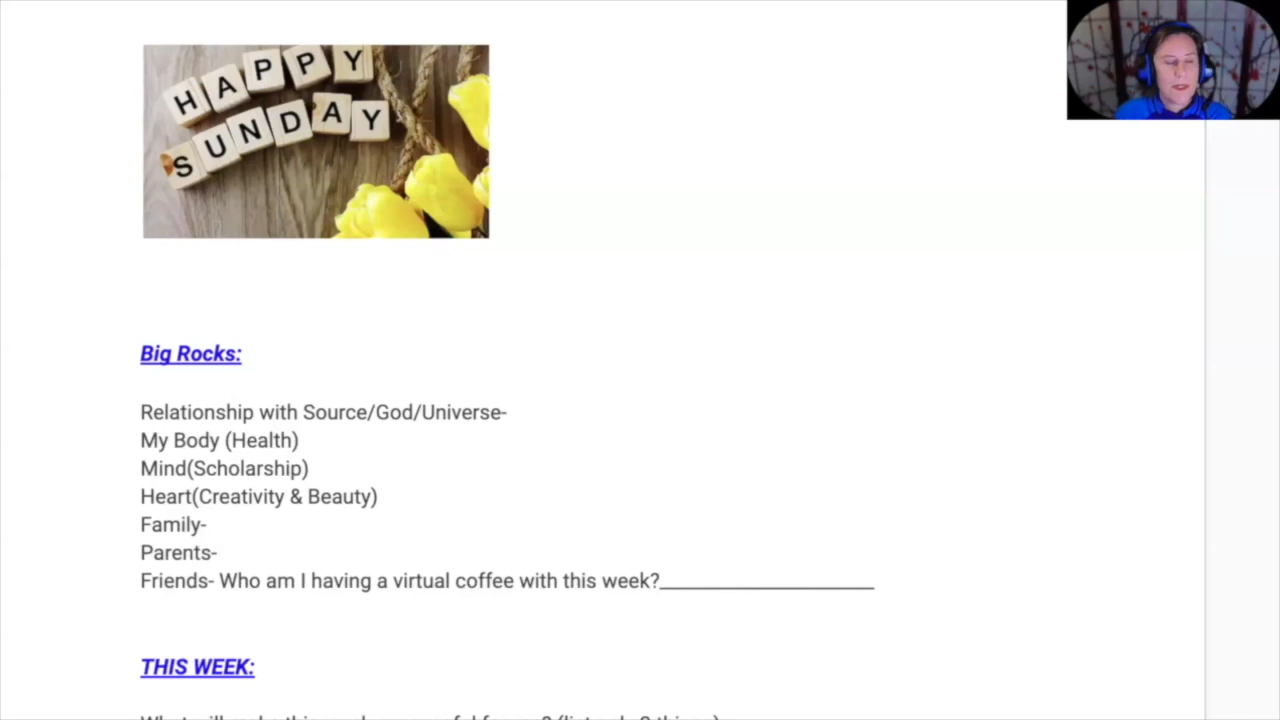 HAPPY
SUNDAY
Big Rocks:
Relationship with Source/God/Universe-
My Body (Health)
Mind(Scholarship)
Heart(Creativity & Beauty)
Family-
Parents-
Friends- Who am I having a virtual coffee with this week?____________________
THIS WEEK: